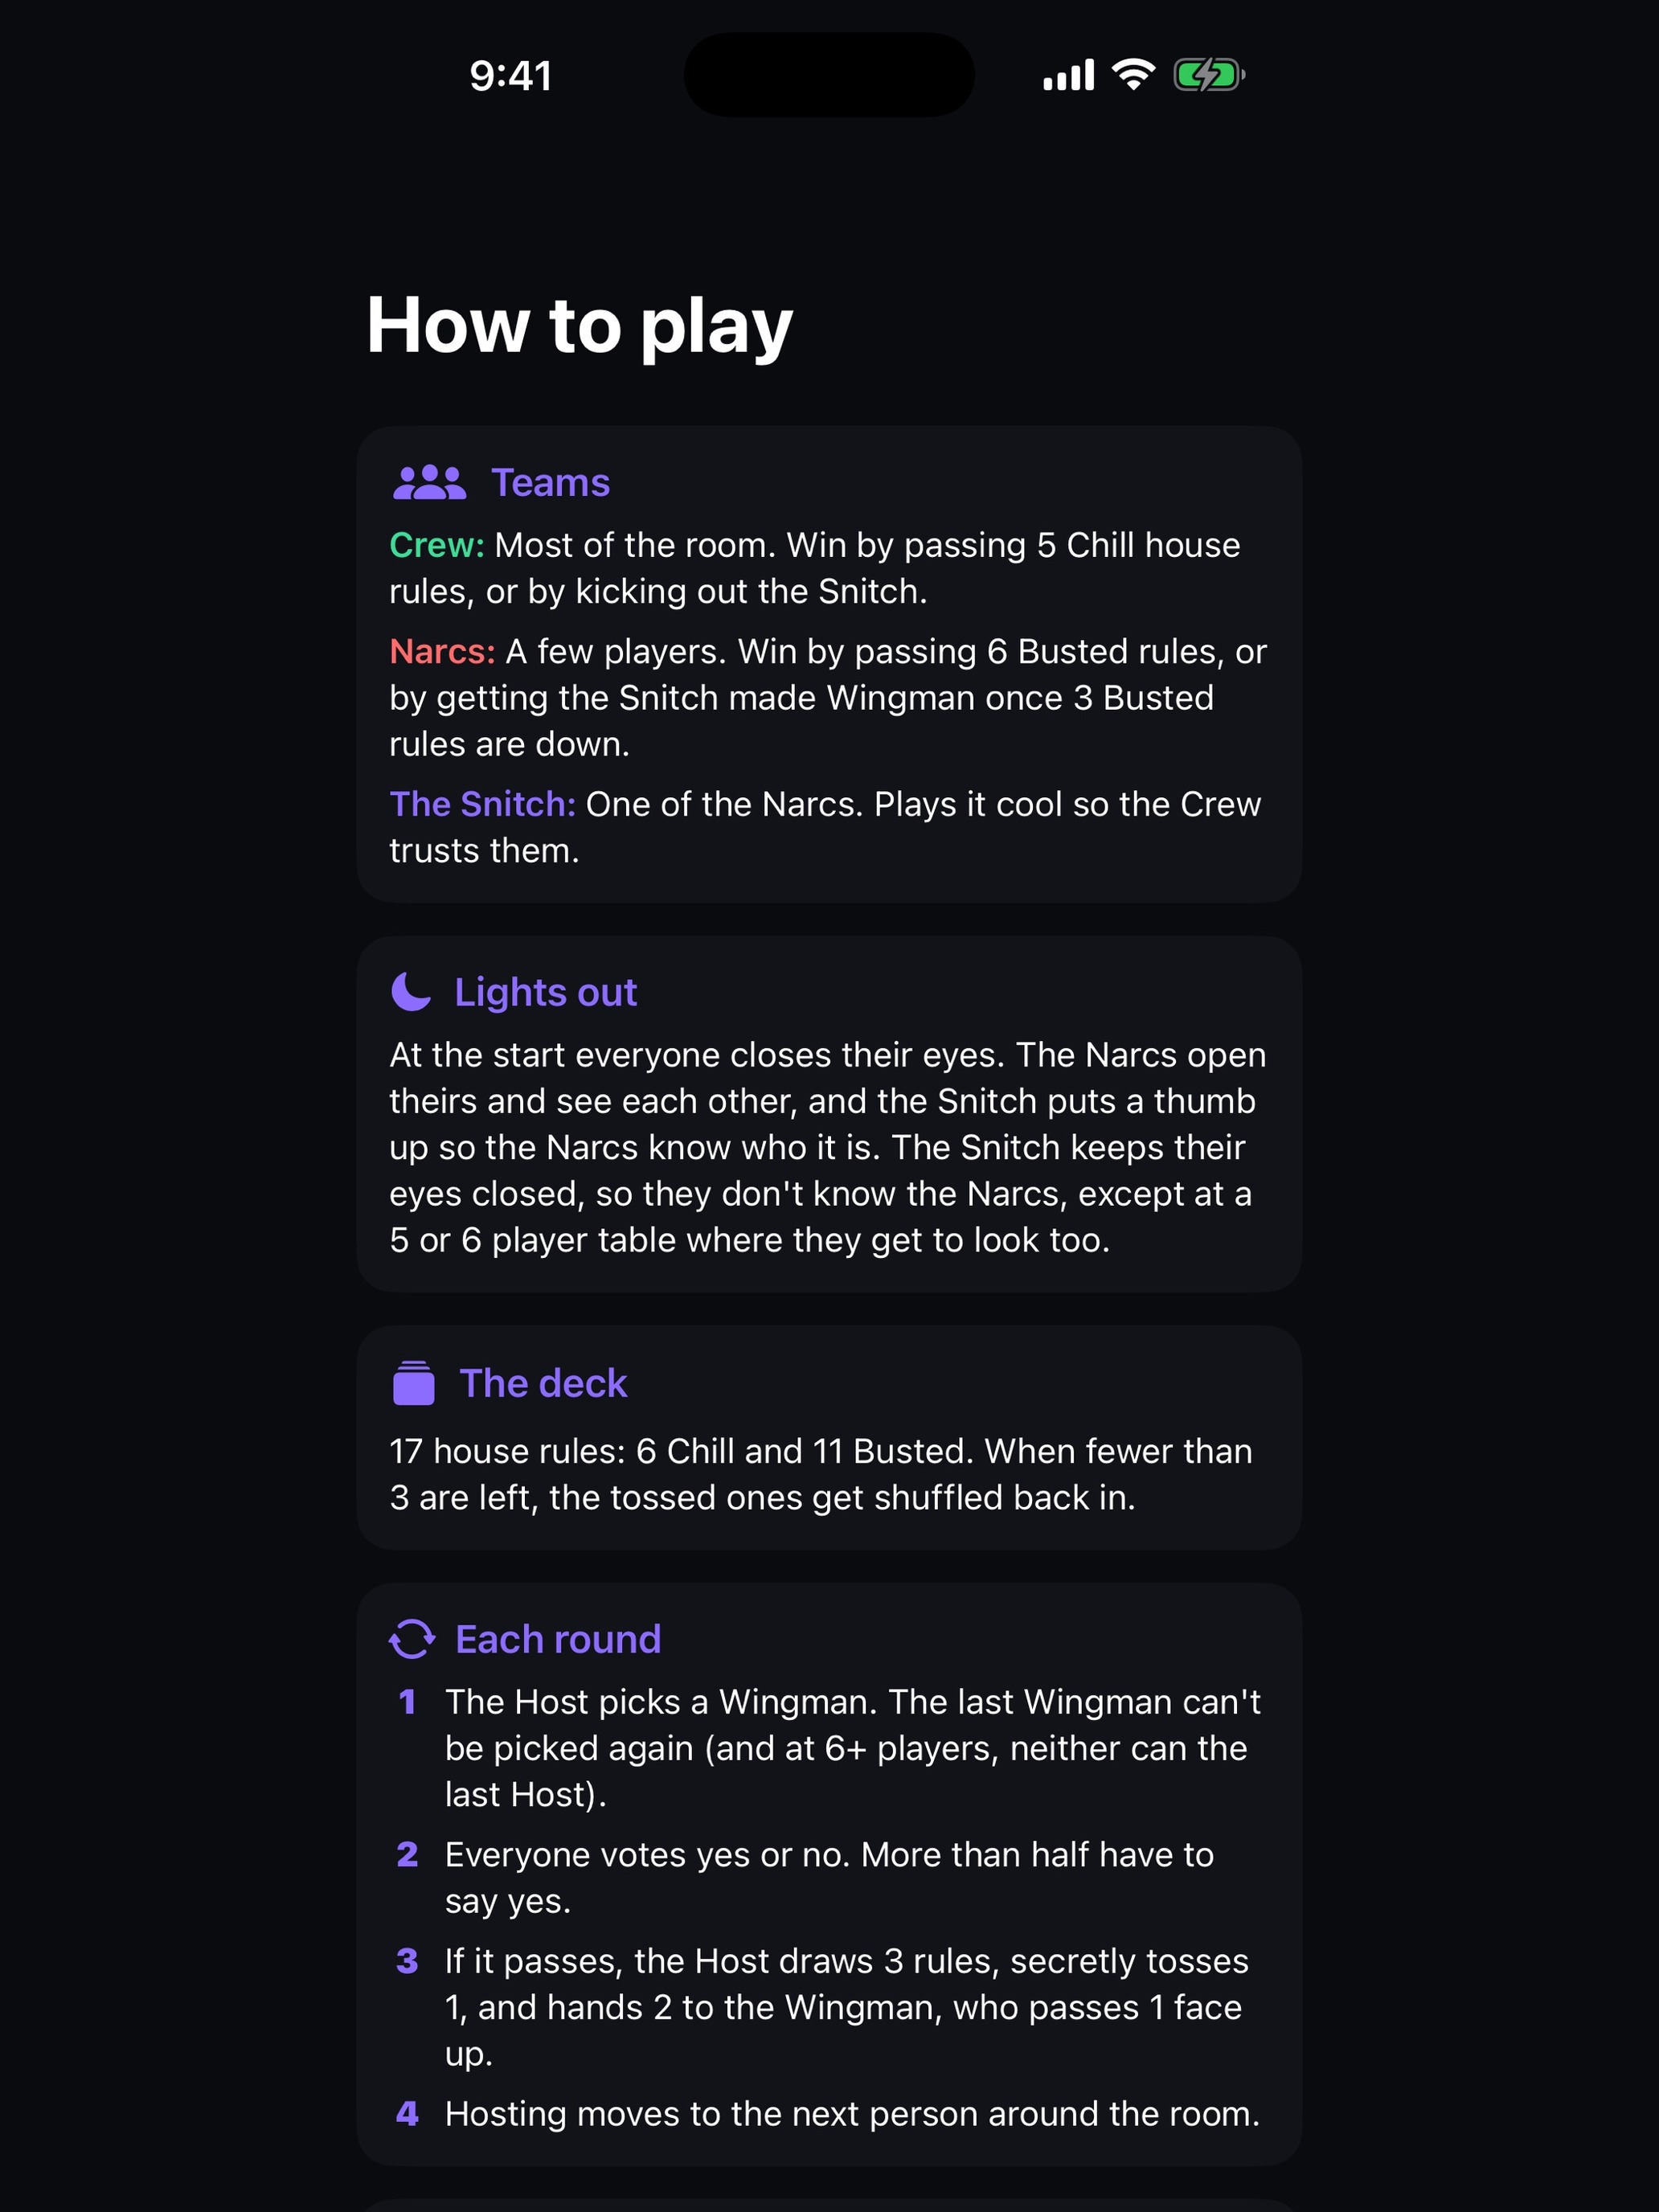 9:41
How to play
Teams
Crew: Most of the room. Win by passing 5 Chill house
rules, or by kicking out the Snitch.
Narcs: A few players. Win by passing 6 Busted rules, or
by getting the Snitch made Wingman once 3 Busted
rules are down.
The Snitch: One of the Narcs. Plays it cool so the Crew
trusts them.
Lights out
At the start everyone closes their eyes. The Narcs open
theirs and see each other, and the Snitch puts a thumb
up so the Narcs know who it is. The Snitch keeps their
eyes closed, so they don't know the Narcs, except at a
5 or 6 player table where they get to look too.
The deck
17 house rules: 6 Chill and 11 Busted. When fewer than
3 are left, the tossed ones get shuffled back in.
Each round
1 The Host picks a Wingman. The last Wingman can't
be picked again (and at 6+ players, neither can the
last Host).
2 Everyone votes yes or no. More than half have to
say yes.
3 If it passes, the Host draws 3 rules, secretly tosses
1, and hands 2 to the Wingman, who passes 1 face
up.
4 Hosting moves to the next person around the room.